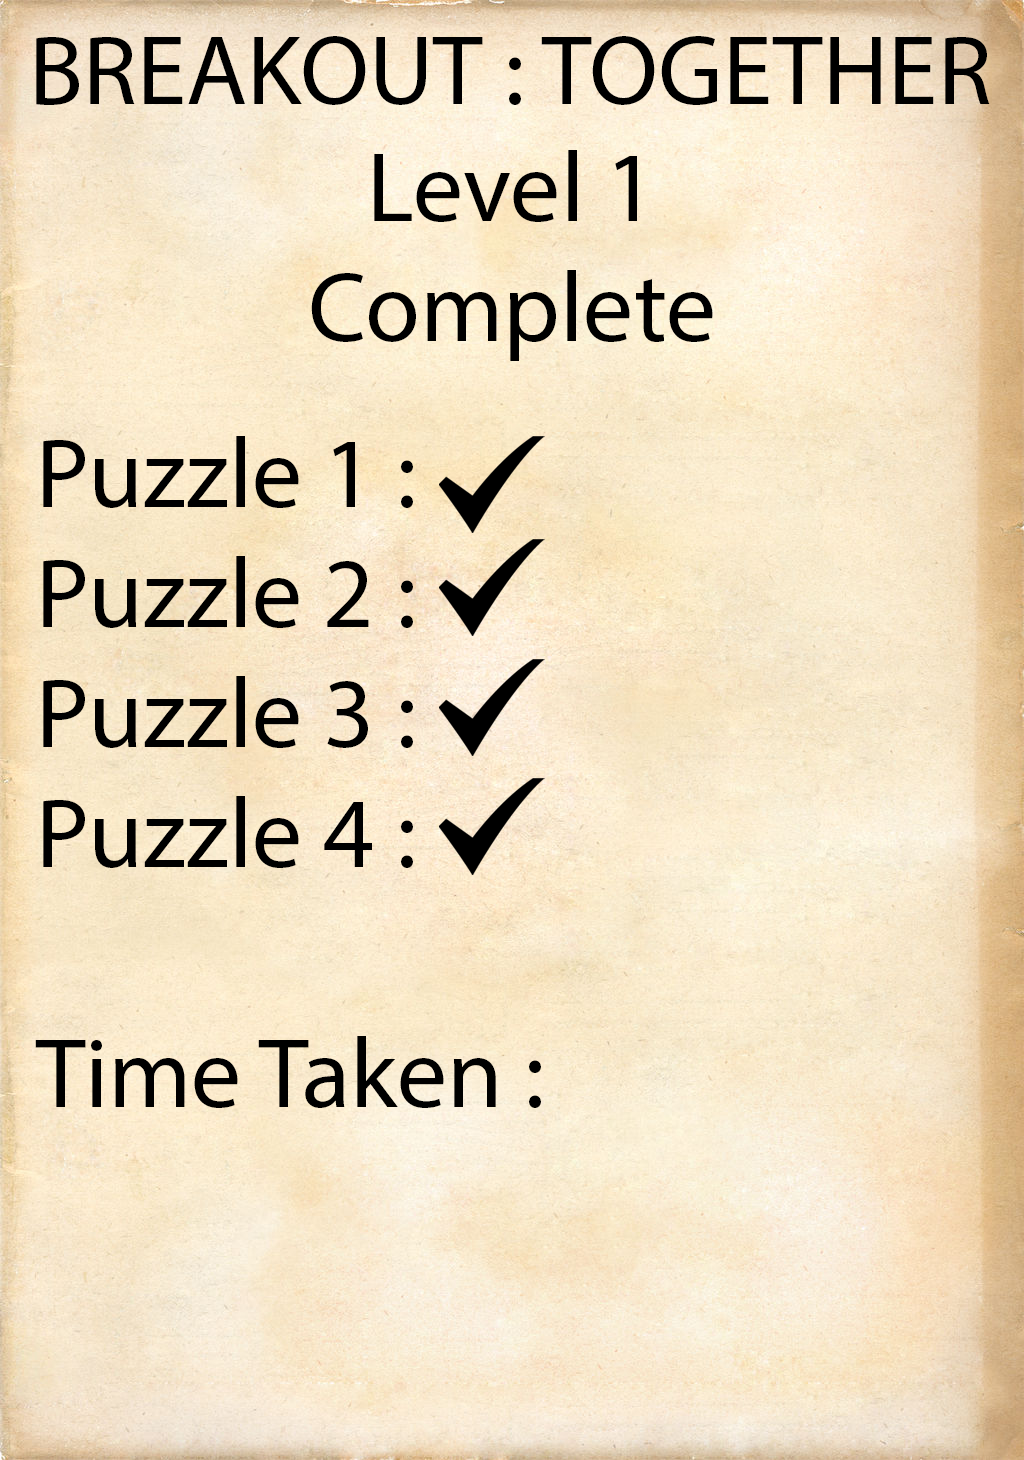 BREAKOUT : TOGETHER
Level 1
Complete
Puzzle 1 : ✓
Puzzle 2 : ✓
Puzzle 3 : ✓
Puzzle 4 : ✓
Time Taken :